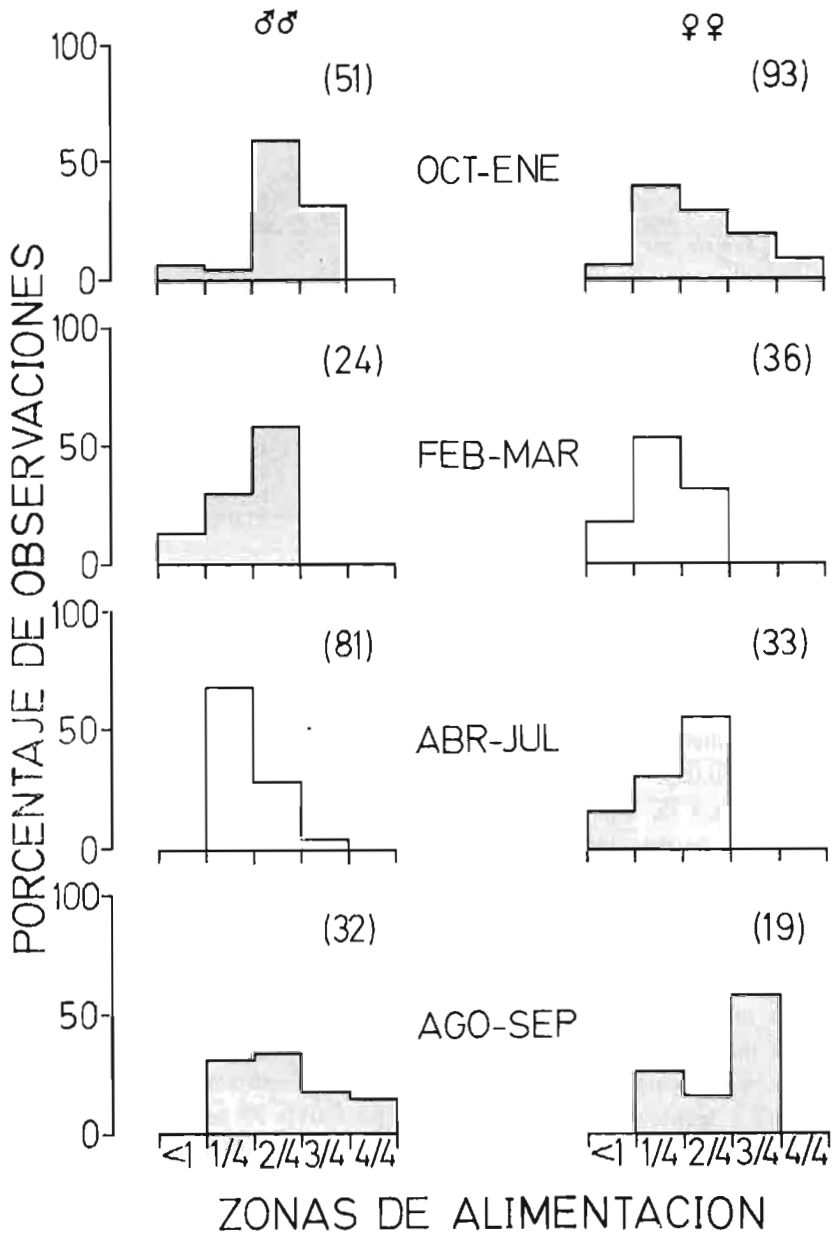 ♂♂ ♀♀
100
50
0
(51)
OCT-ENE
(93)
100
50
0
(24)
FEB-MAR
(36)
100
50
0
(81)
ABR-JUL
(33)
100
50
0
(32)
AGO-SEP
(19)
<1 1/4 2/4 3/4 4/4
<1 1/4 2/4 3/4 4/4
PORCENTAJE DE OBSERVACIONES
ZONAS DE ALIMENTACION